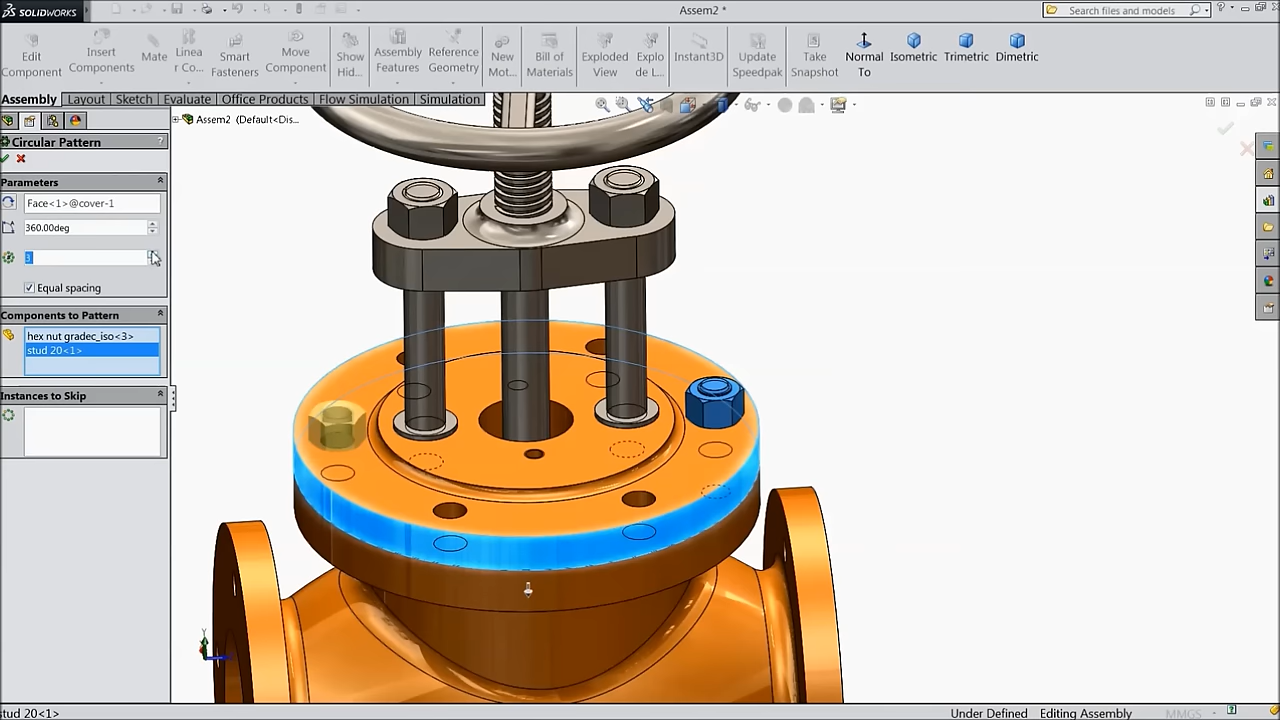 SOLIDWORKS
Assem2 *
Search files and models
Edit Component
Insert Components
Mate
Linea r Co...
Smart Fasteners
Move Component
Show Hid...
Assembly Features
Reference Geometry
New Mot...
Bill of Materials
Exploded View
Explo de L...
Instant3D
Update Speedpak
Take Snapshot
Normal To
Isometric
Trimetric
Dimetric
Assembly
Layout
Sketch
Evaluate
Office Products
Flow Simulation
Simulation
Assem2 (Default<Dis...
Circular Pattern
?
Parameters
Face<1>@cover-1
360.00deg
3
Equal spacing
Components to Pattern
hex nut gradec_iso<3>
stud 20<1>
Instances to Skip
stud 20<1>
Under Defined
Editing Assembly
MMGS